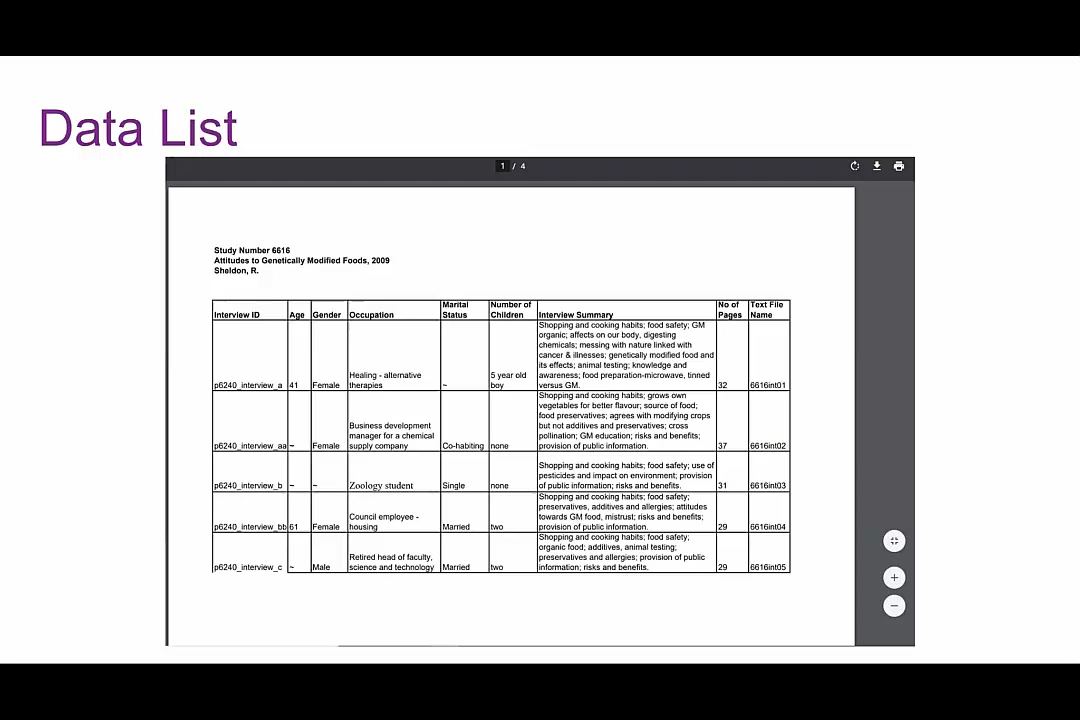 Data List
1 / 4
Study Number 6616
Attitudes to Genetically Modified Foods, 2009
Sheldon, R.
Interview ID Age Gender Occupation Marital Status Number of Children Interview Summary No of Pages Text File Name
Shopping and cooking habits; food safety; GM
organic; affects on our body, digesting
chemicals; messing with nature linked with
cancer & illnesses; genetically modified food and
its effects; animal testing; knowledge and
awareness; food preparation-microwave, tinned
versus GM.
p6240_interview_a 41 Female Healing - alternative therapies ~ 5 year old boy 32 6616int01
Shopping and cooking habits; grows own
vegetables for better flavour; source of food;
food preservatives; agrees with modifying crops
but not additives and preservatives; cross
pollination; GM education; risks and benefits;
provision of public information.
p6240_interview_aa ~ Female Business development manager for a chemical supply company Co-habiting none 37 6616int02
Shopping and cooking habits; food safety; use of
pesticides and impact on environment; provision
of public information; risks and benefits.
p6240_interview_b ~ ~ Zoology student Single none 31 6616int03
Shopping and cooking habits; food safety;
preservatives, additives and allergies; attitudes
towards GM food, mistrust; risks and benefits;
provision of public information.
p6240_interview_bb 61 Female Council employee - housing Married two 29 6616int04
Shopping and cooking habits; food safety;
organic food; additives, animal testing;
preservatives and allergies; provision of public
information; risks and benefits.
p6240_interview_c ~ Male Retired head of faculty, science and technology Married two 29 6616int05